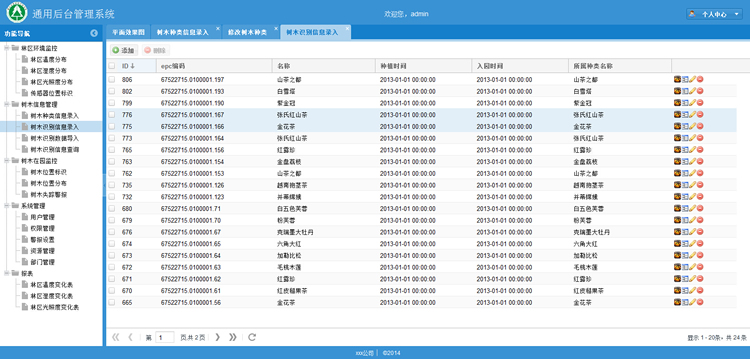 通用后台管理系统
欢迎您，admin
个人中心
功能导航
平面效果图
树木种类信息录入
修改树木种类
树木识别信息录入
林区环境监控
林区温度分布
林区湿度分布
林区光照度分布
传感器位置标识
树木信息管理
树木种类信息录入
树木识别信息录入
树木识别数据导入
树木识别信息查询
树木在园监控
树木位置标识
树木位置分布
树木失踪警报
系统管理
用户管理
权限管理
警报设置
资源管理
部门管理
报表
林区温度变化表
林区湿度变化表
林区光照度变化表
添加 删除
ID epc编码 名称 种植时间 入园时间 所属种类名称
806 67522715.0100001.197 山茶之都 2013-01-01 00:00:00 2013-01-01 00:00:00 山茶之都
802 67522715.0100001.193 白雪塔 2013-01-01 00:00:00 2013-01-01 00:00:00 白雪塔
799 67522715.0100001.190 紫金冠 2013-01-01 00:00:00 2013-01-01 00:00:00 紫金冠
776 67522715.0100001.167 张氏红山茶 2013-01-01 00:00:00 2013-01-01 00:00:00 张氏红山茶
775 67522715.0100001.166 金花茶 2013-01-01 00:00:00 2013-01-01 00:00:00 金花茶
773 67522715.0100001.164 张氏红山茶 2013-01-01 00:00:00 2013-01-01 00:00:00 张氏红山茶
765 67522715.0100001.156 红露珍 2013-01-01 00:00:00 2013-01-01 00:00:00 红露珍
763 67522715.0100001.154 金盘荔枝 2013-01-01 00:00:00 2013-01-01 00:00:00 金盘荔枝
762 67522715.0100001.153 山茶之都 2013-01-01 00:00:00 2013-01-01 00:00:00 山茶之都
735 67522715.0100001.126 越南抱茎茶 2013-01-01 00:00:00 2013-01-01 00:00:00 越南抱茎茶
732 67522715.0100001.123 并蒂嫦娥 2013-01-01 00:00:00 2013-01-01 00:00:00 并蒂嫦娥
680 67522715.0100001.71 白五色芙蓉 2013-01-01 00:00:00 2013-01-01 00:00:00 白五色芙蓉
679 67522715.0100001.70 粉芙蓉 2013-01-01 00:00:00 2013-01-01 00:00:00 粉芙蓉
676 67522715.0100001.67 克瑞墨大牡丹 2013-01-01 00:00:00 2013-01-01 00:00:00 克瑞墨大牡丹
674 67522715.0100001.65 六角大红 2013-01-01 00:00:00 2013-01-01 00:00:00 六角大红
673 67522715.0100001.64 加勒比松 2013-01-01 00:00:00 2013-01-01 00:00:00 加勒比松
672 67522715.0100001.63 毛桃木莲 2013-01-01 00:00:00 2013-01-01 00:00:00 毛桃木莲
671 67522715.0100001.62 红露珍 2013-01-01 00:00:00 2013-01-01 00:00:00 红露珍
670 67522715.0100001.61 红皮糙果茶 2013-01-01 00:00:00 2013-01-01 00:00:00 红皮糙果茶
665 67522715.0100001.56 金花茶 2013-01-01 00:00:00 2013-01-01 00:00:00 金花茶
第 1 页,共 2 页
显示 1 - 20条，共 24 条
xxx公司 | ©2014